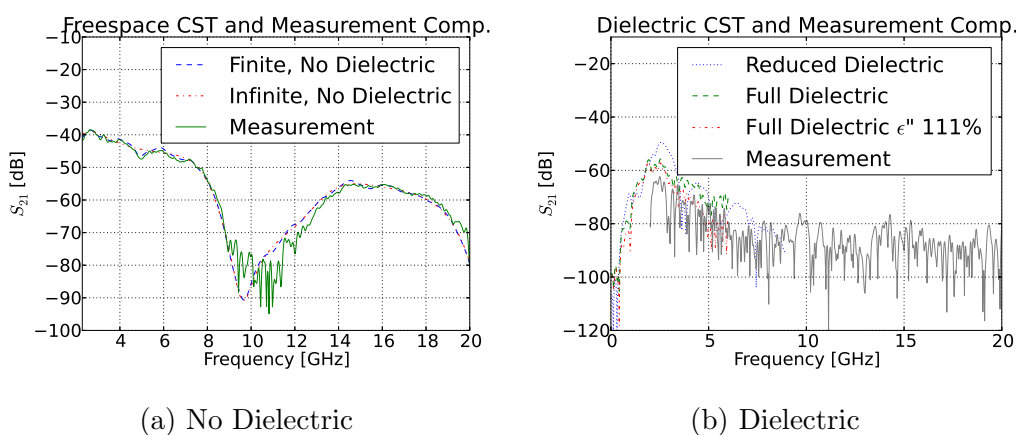 Freespace CST and Measurement Comp.
−10
−20
−30
−40
−50
−60
−70
−80
−90
−100
S21 [dB]
Finite, No Dielectric
Infinite, No Dielectric
Measurement
4 6 8 10 12 14 16 18 20
Frequency [GHz]
(a) No Dielectric
Dielectric CST and Measurement Comp.
−20
−40
−60
−80
−100
−120
S21 [dB]
Reduced Dielectric
Full Dielectric
Full Dielectric ϵ" 111%
Measurement
0 5 10 15 20
Frequency [GHz]
(b) Dielectric